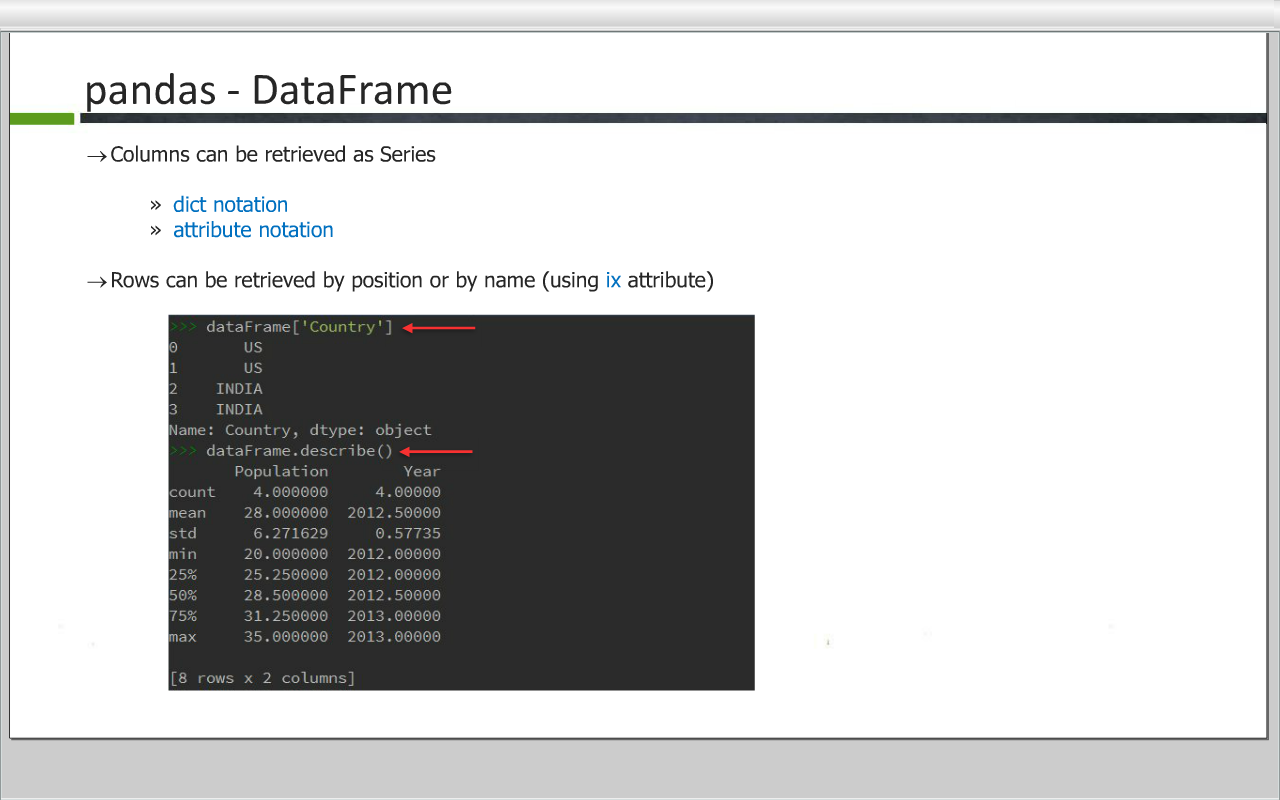 pandas - DataFrame
→Columns can be retrieved as Series
» dict notation
» attribute notation
→Rows can be retrieved by position or by name (using ix attribute)
>>> dataFrame['Country']
0       US
1       US
2    INDIA
3    INDIA
Name: Country, dtype: object
>>> dataFrame.describe()
       Population        Year
count    4.000000     4.00000
mean    28.000000  2012.50000
std      6.271629     0.57735
min     20.000000  2012.00000
25%     25.250000  2012.00000
50%     28.500000  2012.50000
75%     31.250000  2013.00000
max     35.000000  2013.00000
[8 rows x 2 columns]